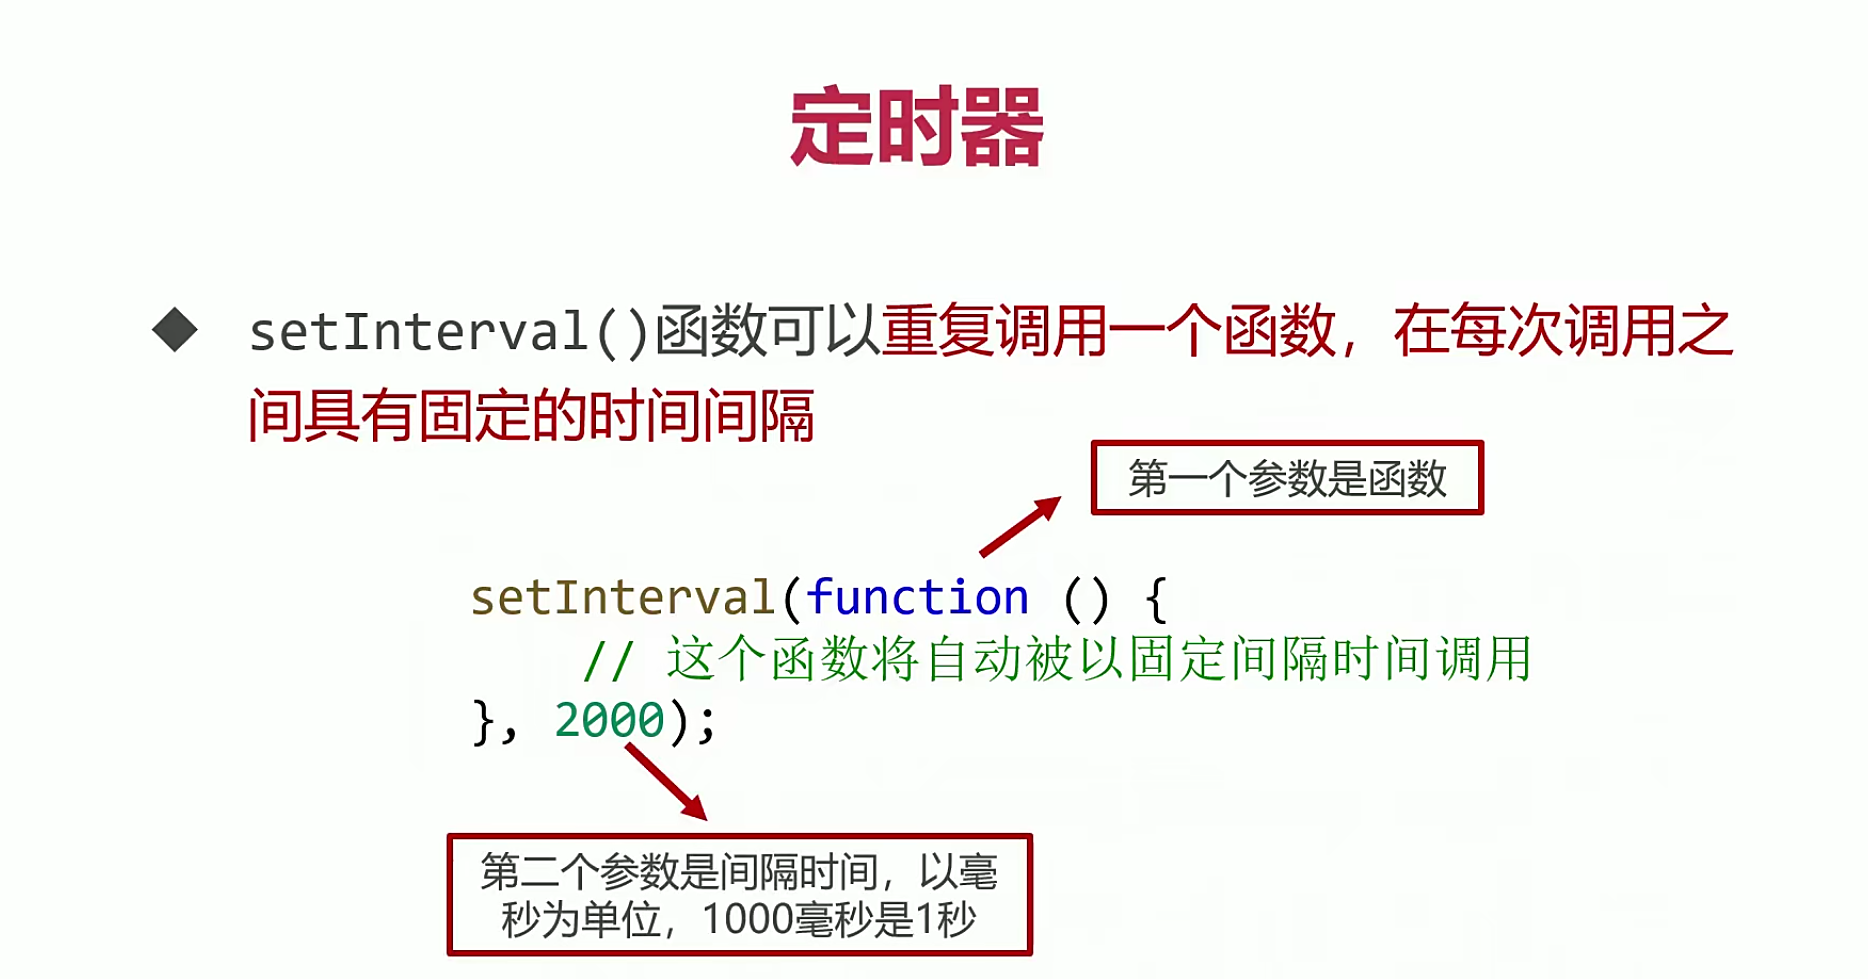 定时器
◆ setInterval()函数可以重复调用一个函数，在每次调用之
间具有固定的时间间隔
第一个参数是函数
setInterval(function () {
    // 这个函数将自动被以固定间隔时间调用
}, 2000);
第二个参数是间隔时间，以毫
秒为单位，1000毫秒是1秒